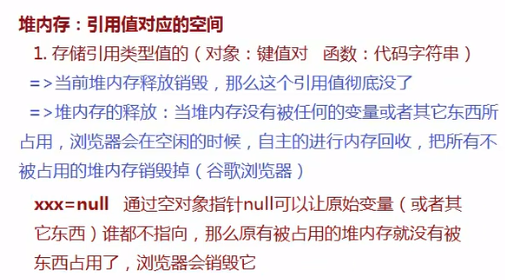 堆内存：引用值对应的空间
1. 存储引用类型值的（对象：键值对 函数：代码字符串）
=>当前堆内存释放销毁，那么这个引用值彻底没了
=>堆内存的释放：当堆内存没有被任何的变量或者其它东西所
占用，浏览器会在空闲的时候，自主的进行内存回收，把所有不
被占用的堆内存销毁掉（谷歌浏览器）
xxx=null 通过空对象指针null可以让原始变量（或者其
它东西）谁都不指向，那么原有被占用的堆内存就没有被
东西占用了，浏览器会销毁它